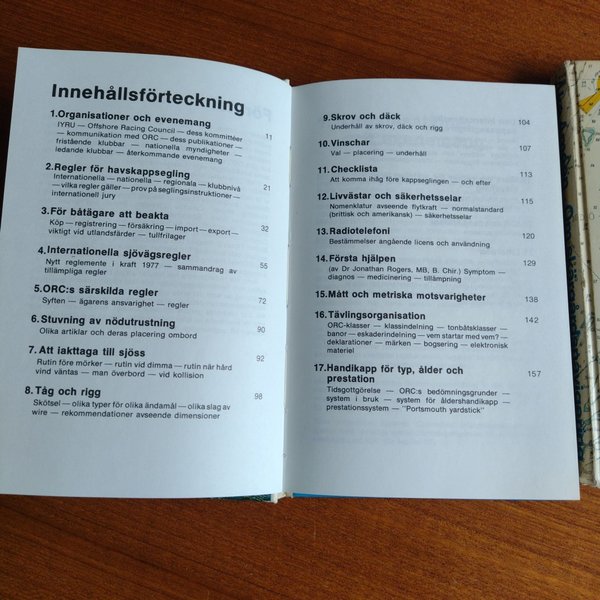 Innehållsförteckning
1.Organisationer och evenemang
IYRU — Offshore Racing Council — dess kommittéer 11
— kommunikation med ORC — dess publikationer —
fristående klubbar — nationella myndigheter —
ledande klubbar — återkommande evenemang
2.Regler för havskappsegling
Internationella — nationella — regionala — klubbnivå 21
— vilka regler gäller — prov på seglingsinstruktioner —
internationell jury
3.För båtägare att beakta
Köp — registrering — försäkring — import — export — 32
viktigt vid utlandsfärder — tullfrilager
4.Internationella sjövägsregler
Nytt reglemente i kraft 1977 — sammandrag av 55
tillämpliga regler
5.ORC:s särskilda regler
Syften — ägarens ansvarighet — regler 72
6.Stuvning av nödutrustning
Olika artiklar och deras placering ombord 90
7. Att iakttaga till sjöss
Rutin före mörker — rutin vid dimma — rutin när hård 92
vind väntas — man överbord — vid kollision
8.Tåg och rigg
Skötsel — olika typer för olika ändamål — olika slag av 98
wire — rekommendationer avseende dimensioner
9.Skrov och däck
Underhåll av skrov, däck och rigg 104
10.Vinschar
Val — placering — underhåll 107
11.Checklista
Att komma ihåg före kappseglingen — och efter 113
12.Livvästar och säkerhetsselar
Nomenklatur avseende flytkraft — normalstandard 115
(brittisk och amerikansk) — säkerhetsselar
13.Radiotelefoni
Bestämmelser angående licens och användning 120
14.Första hjälpen
(av Dr Jonathan Rogers, MB, B. Chir.) Symptom — 129
diagnos — medicinering — tillämpning
15.Mått och metriska motsvarigheter 138
16.Tävlingsorganisation
ORC-klasser — klassindelning — tonbåtsklasser — 142
banor — eskaderindelning — vem startar med vem? —
deklarationer — märken — bogsering — elektronisk
materiel
17.Handikapp för typ, ålder och
prestation 157
Tidsgottgörelse — ORC:s bedömningsgrunder —
system i bruk — system för åldershandikapp —
prestationssystem — "Portsmouth yardstick"